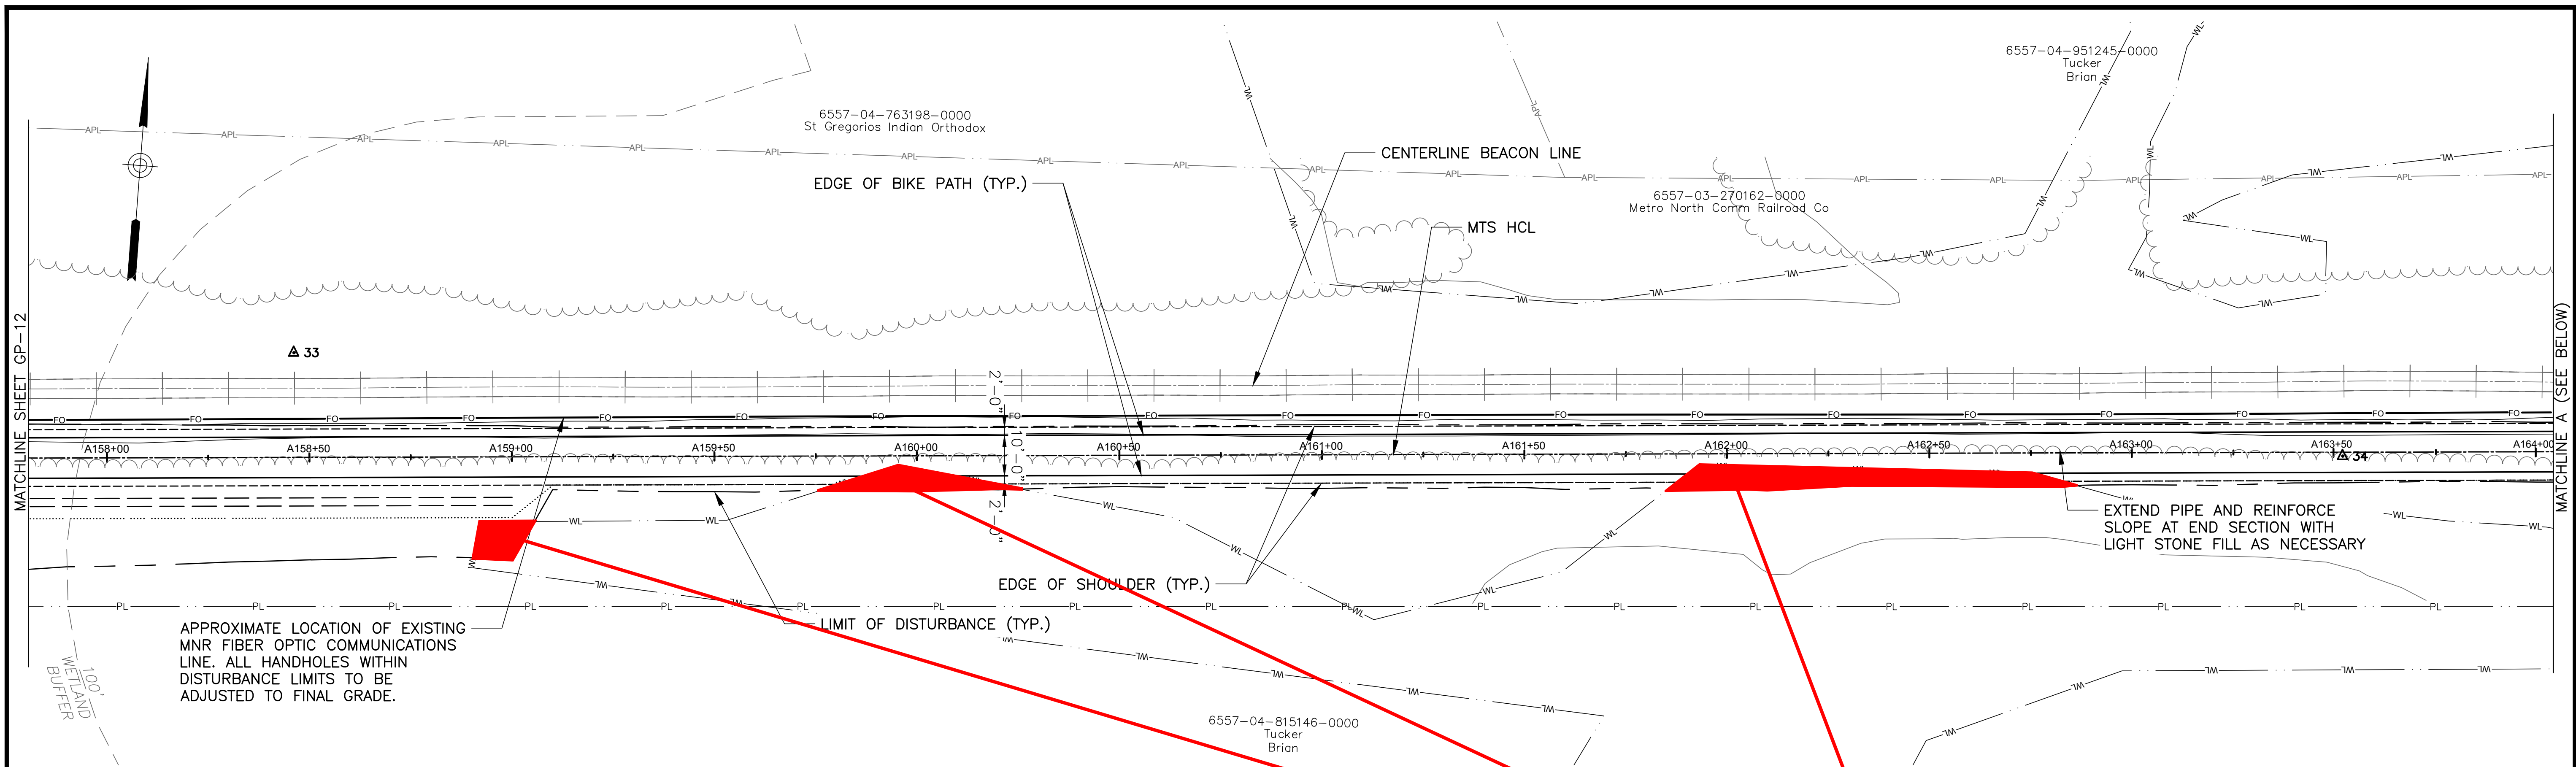 6557-04-951245-0000
Tucker
Brian
6557-04-763198-0000
St Gregorios Indian Orthodox
CENTERLINE BEACON LINE
EDGE OF BIKE PATH (TYP.)
6557-03-270162-0000
Metro North Comm Railroad Co
MTS HCL
MATCHLINE SHEET GP-12
MATCHLINE A (SEE BELOW)
33
2'-0"
10'-0"
2'-0"
A158+00
A158+50
A159+00
A159+50
A160+00
A160+50
A161+00
A161+50
A162+00
A162+50
A163+00
A163+50
A164+00
34
EXTEND PIPE AND REINFORCE
SLOPE AT END SECTION WITH
LIGHT STONE FILL AS NECESSARY
EDGE OF SHOULDER (TYP.)
LIMIT OF DISTURBANCE (TYP.)
APPROXIMATE LOCATION OF EXISTING
MNR FIBER OPTIC COMMUNICATIONS
LINE. ALL HANDHOLES WITHIN
DISTURBANCE LIMITS TO BE
ADJUSTED TO FINAL GRADE.
100'
WETLAND
BUFFER
6557-04-815146-0000
Tucker
Brian
APL
FO
WL
PL